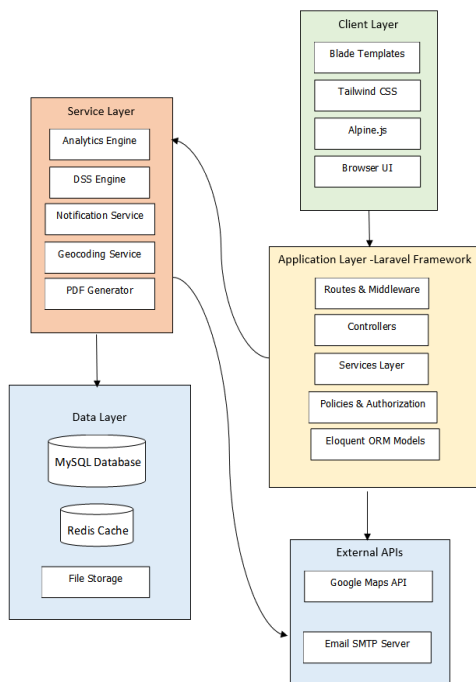 Client Layer
Blade Templates
Tailwind CSS
Alpine.js
Browser UI
Service Layer
Analytics Engine
DSS Engine
Notification Service
Geocoding Service
PDF Generator
Application Layer -Laravel Framework
Routes & Middleware
Controllers
Services Layer
Policies & Authorization
Eloquent ORM Models
Data Layer
MySQL Database
Redis Cache
File Storage
External APIs
Google Maps API
Email SMTP Server